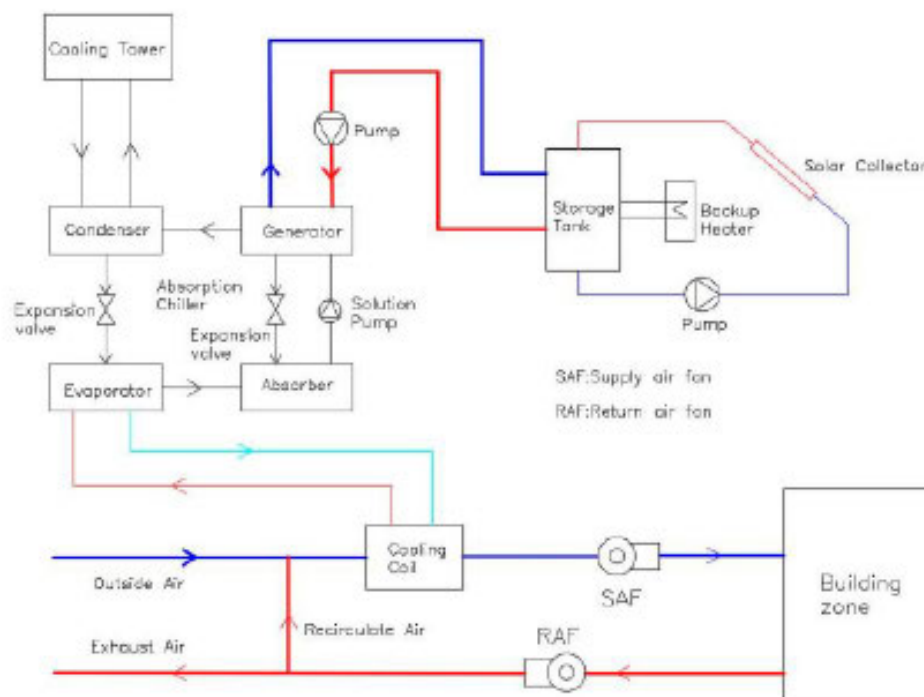 Cooling Tower
Pump
Solar Collector
Storage
Tank
Backup
Heater
Condenser
Generator
Expansion
valve
Absorption
Chiller
Expansion
valve
Solution
Pump
Pump
Evaporator
Absorber
SAF:Supply air fan
RAF:Return air fan
Cooling
Coil
Outside Air
SAF
Building
zone
Recirculate Air
Exhaust Air
RAF